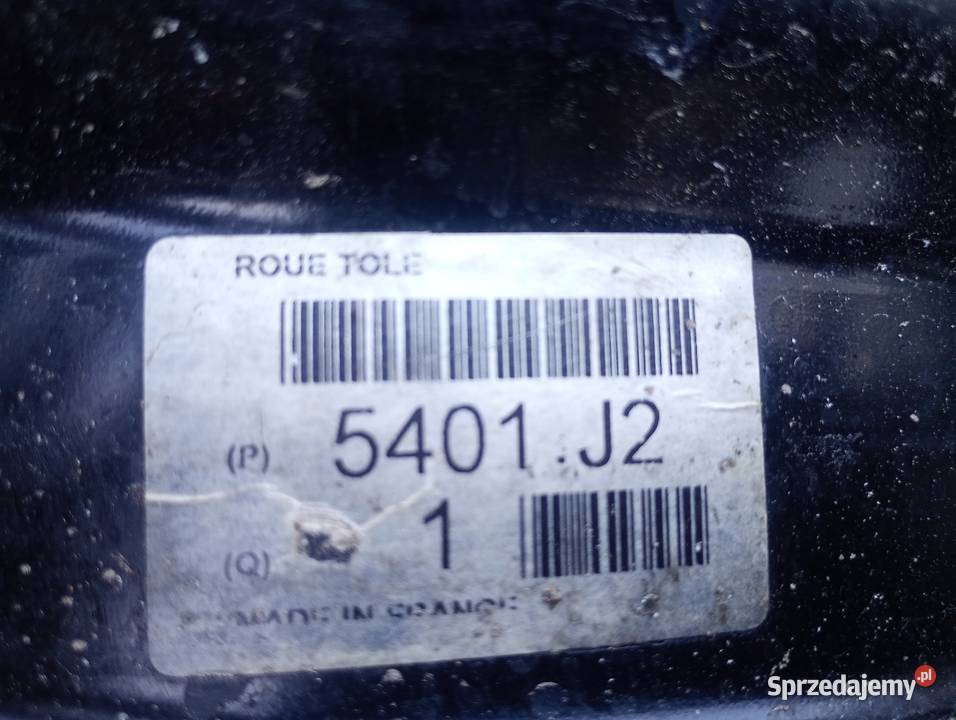 ROUE TOLE
(P) 5401.J2
(Q) 1
MADE IN FRANCE
Sprzedajemy.pl